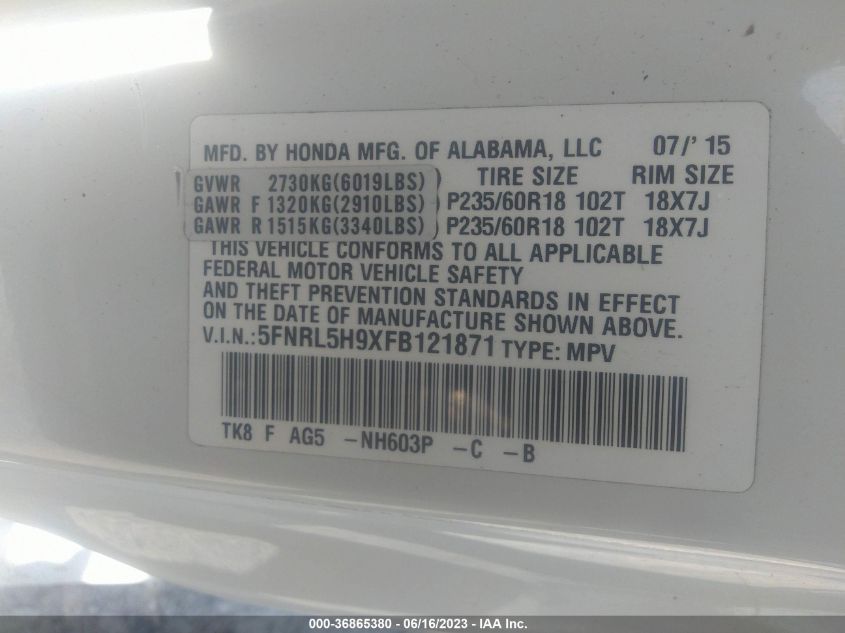 MFD. BY HONDA MFG. OF ALABAMA, LLC 07/' 15
GVWR 2730KG(6019LBS) TIRE SIZE RIM SIZE
GAWR F 1320KG(2910LBS) P235/60R18 102T 18X7J
GAWR R 1515KG(3340LBS) P235/60R18 102T 18X7J
THIS VEHICLE CONFORMS TO ALL APPLICABLE
FEDERAL MOTOR VEHICLE SAFETY
AND THEFT PREVENTION STANDARDS IN EFFECT
ON THE DATE OF MANUFACTURE SHOWN ABOVE.
V.I.N.:5FNRL5H9XFB121871 TYPE: MPV
TK8 F AG5 -NH603P -C -B
000-36865380 - 06/16/2023 - IAA Inc.